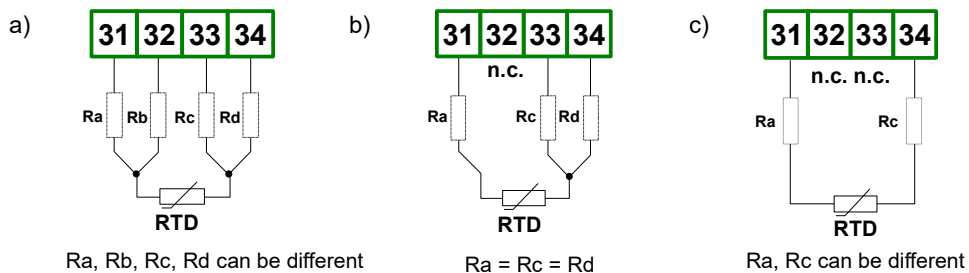 a)
31 32 33 34
Ra Rb Rc Rd
RTD
Ra, Rb, Rc, Rd can be different
b)
31 32 33 34
n.c.
Ra Rc Rd
RTD
Ra = Rc = Rd
c)
31 32 33 34
n.c. n.c.
Ra Rc
RTD
Ra, Rc can be different